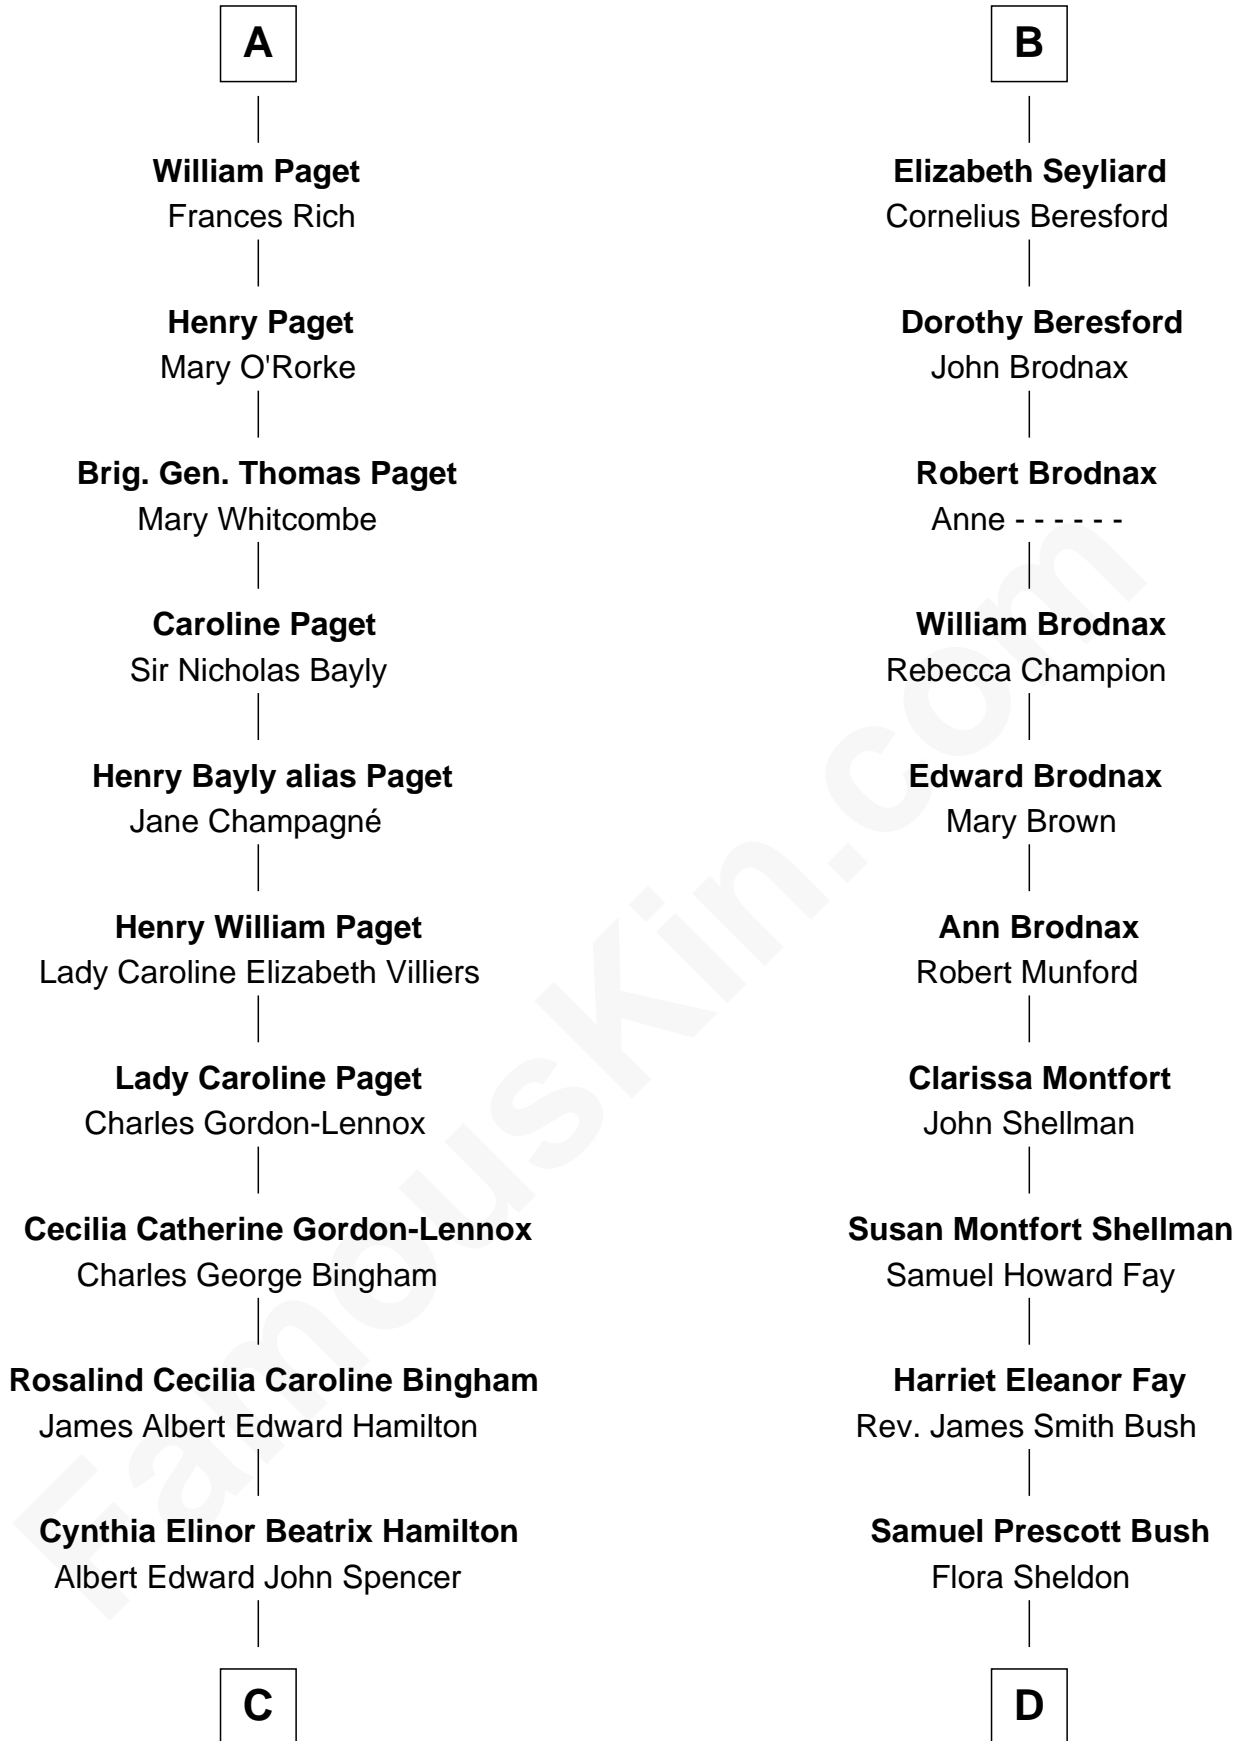 A
William Paget
Frances Rich
Henry Paget
Mary O'Rorke
Brig. Gen. Thomas Paget
Mary Whitcombe
Caroline Paget
Sir Nicholas Bayly
Henry Bayly alias Paget
Jane Champagné
Henry William Paget
Lady Caroline Elizabeth Villiers
Lady Caroline Paget
Charles Gordon-Lennox
Cecilia Catherine Gordon-Lennox
Charles George Bingham
Rosalind Cecilia Caroline Bingham
James Albert Edward Hamilton
Cynthia Elinor Beatrix Hamilton
Albert Edward John Spencer
C
B
Elizabeth Seyliard
Cornelius Beresford
Dorothy Beresford
John Brodnax
Robert Brodnax
Anne - - - - - -
William Brodnax
Rebecca Champion
Edward Brodnax
Mary Brown
Ann Brodnax
Robert Munford
Clarissa Montfort
John Shellman
Susan Montfort Shellman
Samuel Howard Fay
Harriet Eleanor Fay
Rev. James Smith Bush
Samuel Prescott Bush
Flora Sheldon
D
FamousKin.com